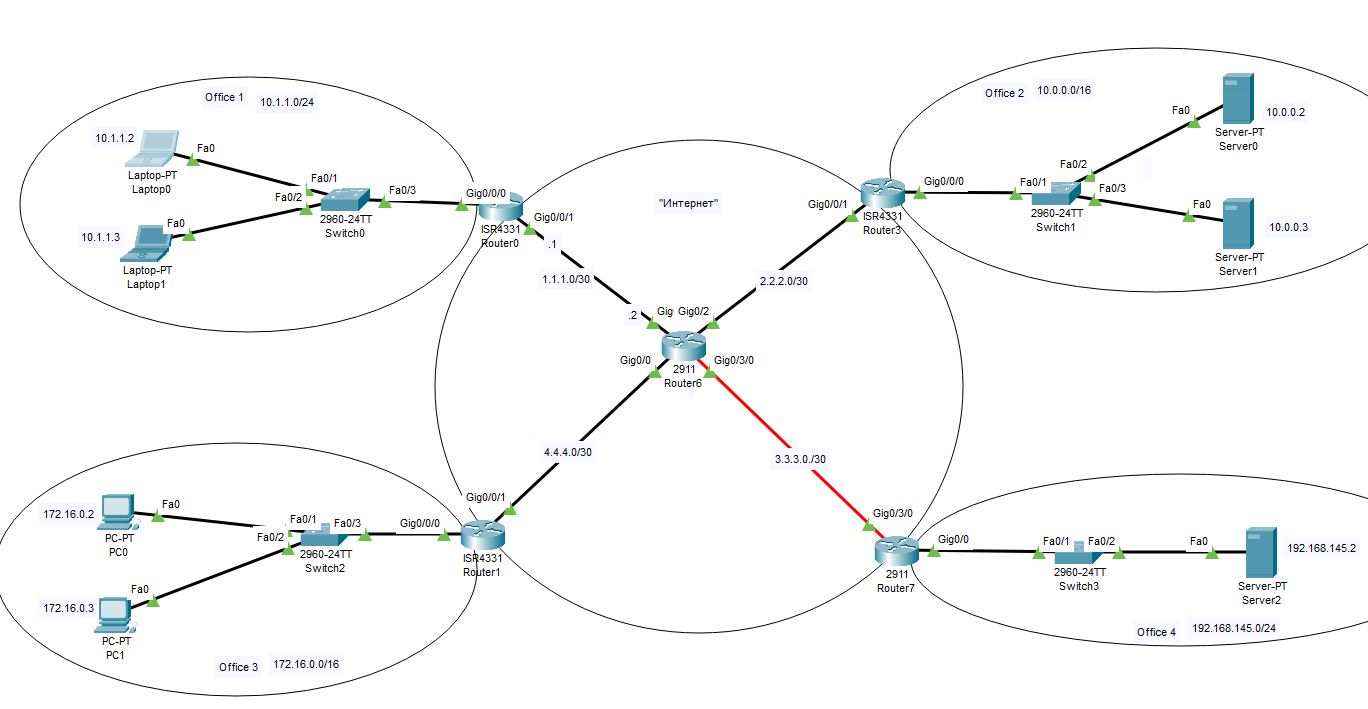 Office 1
10.1.1.0/24
10.1.1.2
Fa0
Laptop-PT
Laptop0
Fa0/1
Fa0/2
Fa0/3
2960-24TT
Switch0
10.1.1.3
Fa0
Laptop-PT
Laptop1
Gig0/0/0
Gig0/0/1
ISR4331
Router0
.1
1.1.1.0/30
.2
"Интернет"
Office 2
10.0.0.0/16
Gig0/0/1
Gig0/0/0
ISR4331
Router3
2.2.2.0/30
Fa0/1
Fa0/2
Fa0/3
2960-24TT
Switch1
Fa0
10.0.0.2
Server-PT
Server0
Fa0
10.0.0.3
Server-PT
Server1
Gig
Gig0/2
Gig0/0
Gig0/3/0
2911
Router6
4.4.4.0/30
3.3.3.0./30
172.16.0.2
Fa0
PC-PT
PC0
Fa0/1
Fa0/2
Fa0/3
2960-24TT
Switch2
Fa0
172.16.0.3
PC-PT
PC1
Gig0/0/0
Gig0/0/1
ISR4331
Router1
Office 3
172.16.0.0/16
Gig0/3/0
Gig0/0
2911
Router7
Fa0/1
Fa0/2
2960-24TT
Switch3
Fa0
192.168.145.2
Server-PT
Server2
Office 4
192.168.145.0/24